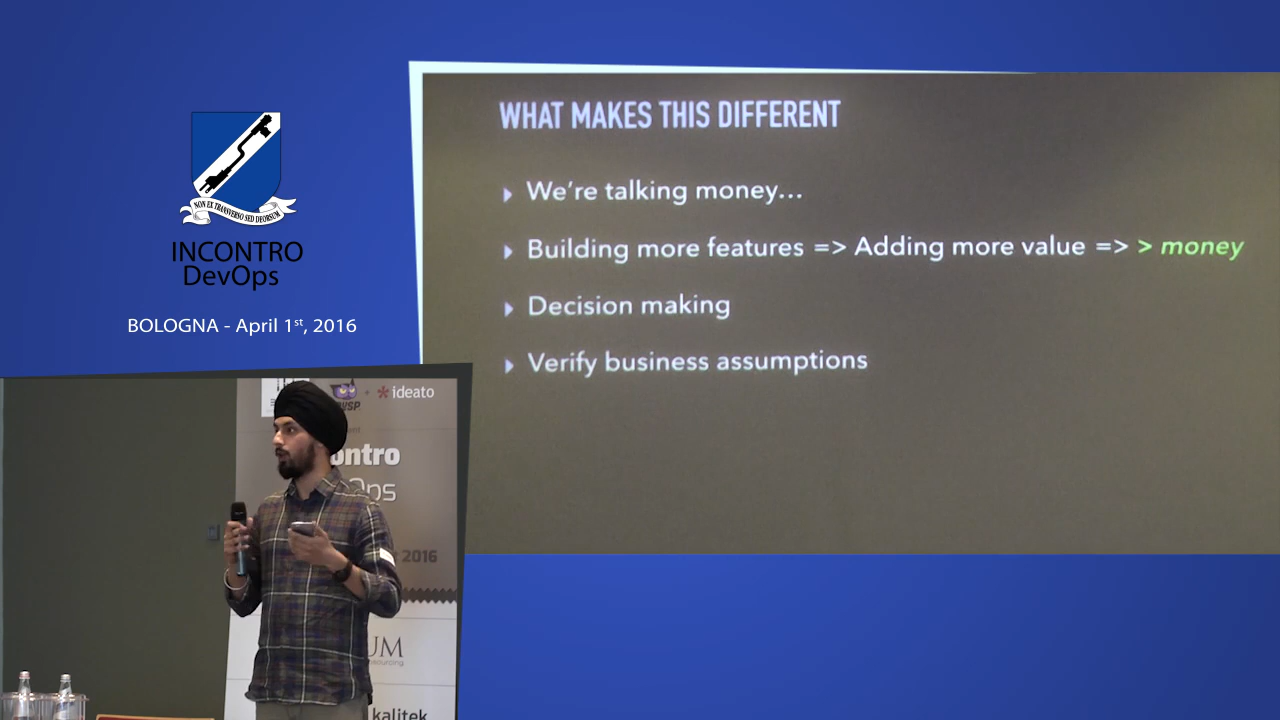 NON EX TRANSVERSO SED DEORSUM
INCONTRO
DevOps
BOLOGNA - April 1st, 2016
WHAT MAKES THIS DIFFERENT
We're talking money...
Building more features => Adding more value => > money
Decision making
Verify business assumptions
ideato
ontro
Ops
2016
UM
kalitek